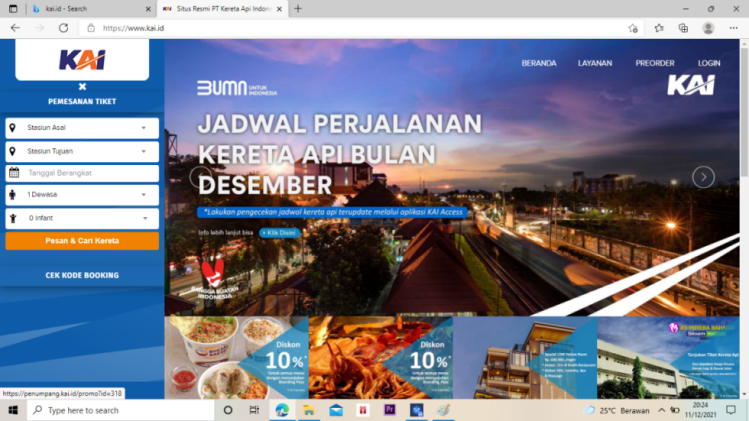 kai.id - Search
Situs Resmi PT Kereta Api Indone
https://www.kai.id
KAI
PEMESANAN TIKET
Stasiun Asal
Stasiun Tujuan
Tanggal Berangkat
1 Dewasa
0 Infant
Pesan & Cari Kereta
CEK KODE BOOKING
BERANDA LAYANAN PREORDER LOGIN
BUMN UNTUK INDONESIA
KAI
JADWAL PERJALANAN
KERETA API BULAN
DESEMBER
*Lakukan pengecekan jadwal kereta api terupdate melalui aplikasi KAI Access
Info lebih lanjut bisa Klik Disini
BANGGA BUATAN
INDONESIA
Diskon
10%*
Diskon
10%*
https://penumpang.kai.id/promo?id=318
Type here to search
25°C Berawan
20:24
11/12/2021